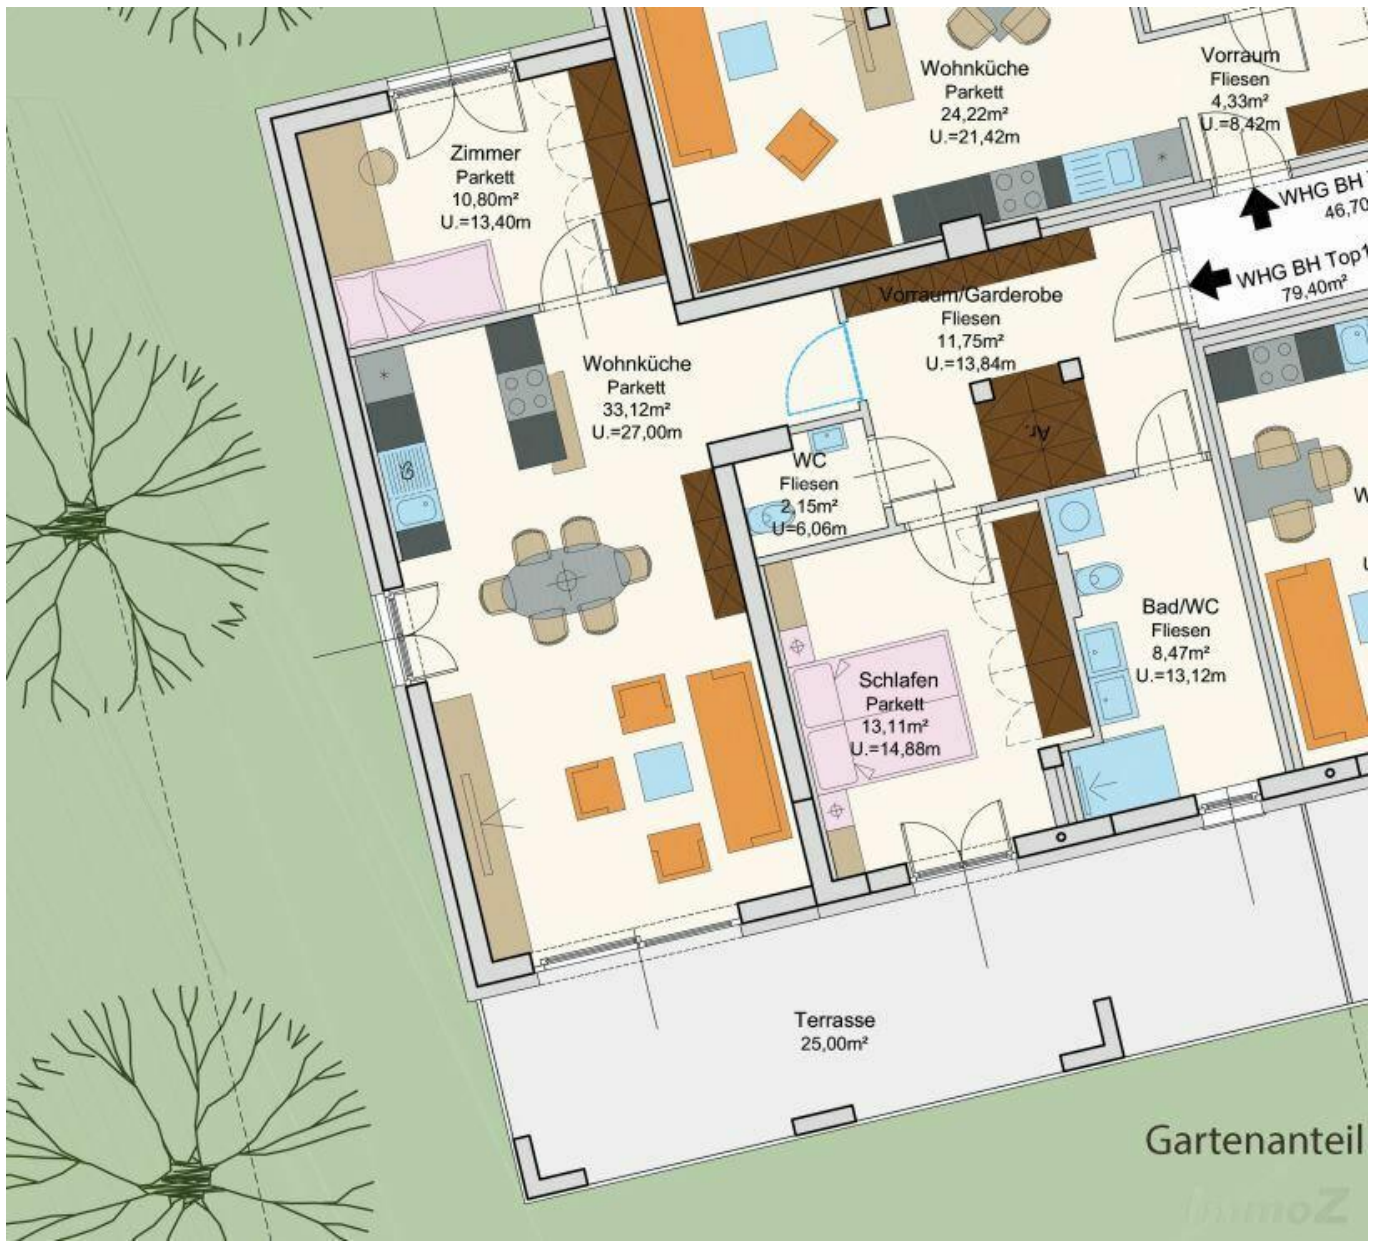 Wohnküche
Parkett
24,22m²
U.=21,42m
Vorraum
Fliesen
4,33m²
U.=8,42m
Zimmer
Parkett
10,80m²
U.=13,40m
WHG BH
46,70
WHG BH Top1
79,40m²
Vorraum/Garderobe
Fliesen
11,75m²
U.=13,84m
Wohnküche
Parkett
33,12m²
U.=27,00m
Ar.
WC
Fliesen
2,15m²
U=6,06m
W
Bad/WC
Fliesen
8,47m²
U.=13,12m
Schlafen
Parkett
13,11m²
U.=14,88m
Terrasse
25,00m²
Gartenanteil
immoZ